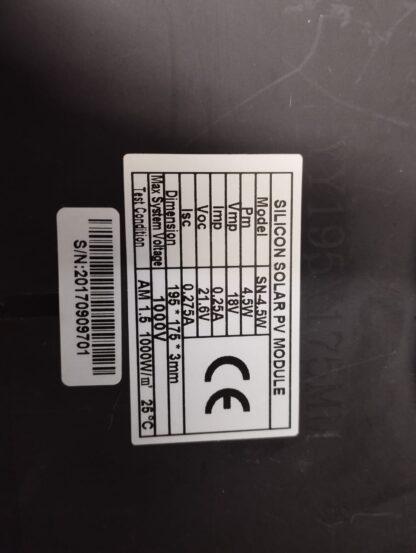 SILICON SOLAR PV MODULE
Model SN-4.5W
Pm 4.5W
Vmp 18V
Imp 0.25A
Voc 21.6V
Isc 0.275A
Dimension 195 * 175 * 3mm
Max System Voltage 1000V
Test Condition AM 1.5 1000W/m² 25 °C
CE
S/N:20170909701